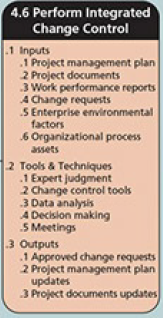 4.6 Perform Integrated
Change Control
.1 Inputs
.1 Project management plan
.2 Project documents
.3 Work performance reports
.4 Change requests
.5 Enterprise environmental
factors
.6 Organizational process
assets
.2 Tools & Techniques
.1 Expert judgment
.2 Change control tools
.3 Data analysis
.4 Decision making
.5 Meetings
.3 Outputs
.1 Approved change requests
.2 Project management plan
updates
.3 Project documents updates